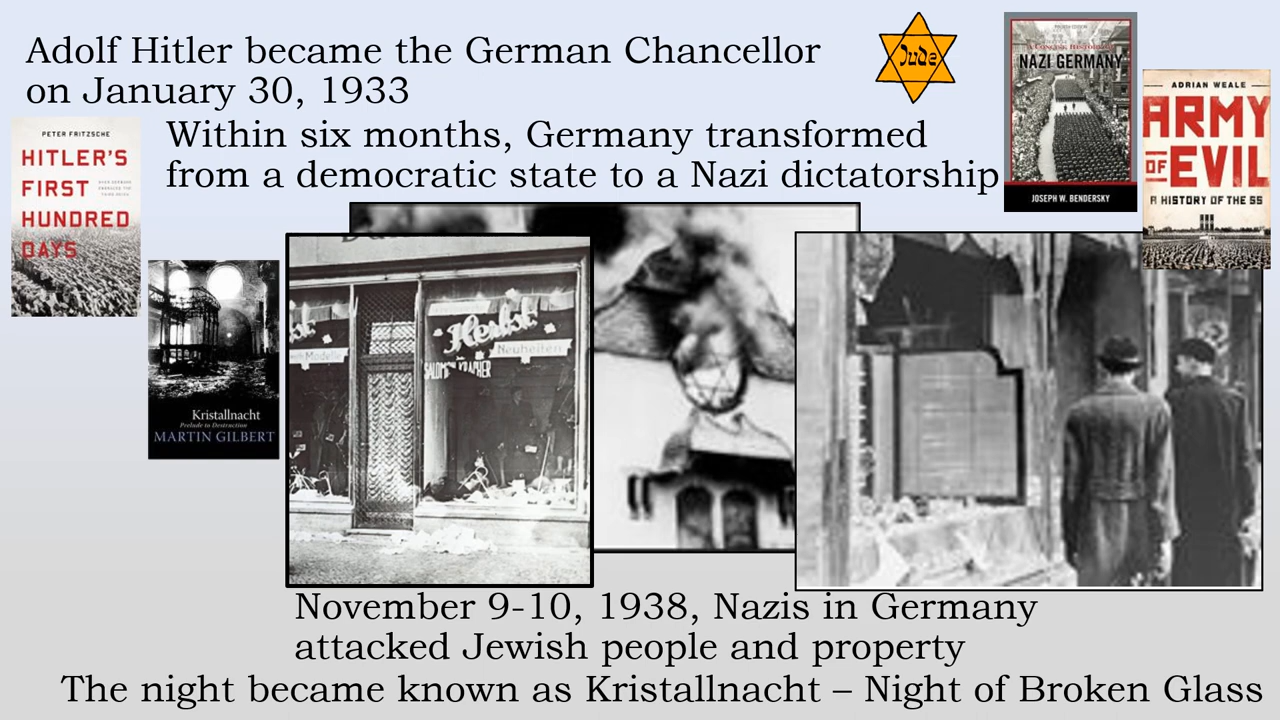 Adolf Hitler became the German Chancellor
on January 30, 1933
Jude
A CONCISE HISTORY OF
NAZI GERMANY
JOSEPH W. BENDERSKY
ADRIAN WEALE
ARMY
OF
EVIL
A HISTORY OF THE SS
Within six months, Germany transformed
from a democratic state to a Nazi dictatorship
PETER FRITZSCHE
HITLER'S
FIRST
HUNDRED
DAYS
Kristallnacht
Prelude to Destruction
MARTIN GILBERT
Herbst
Neuheiten
November 9-10, 1938, Nazis in Germany
attacked Jewish people and property
The night became known as Kristallnacht – Night of Broken Glass